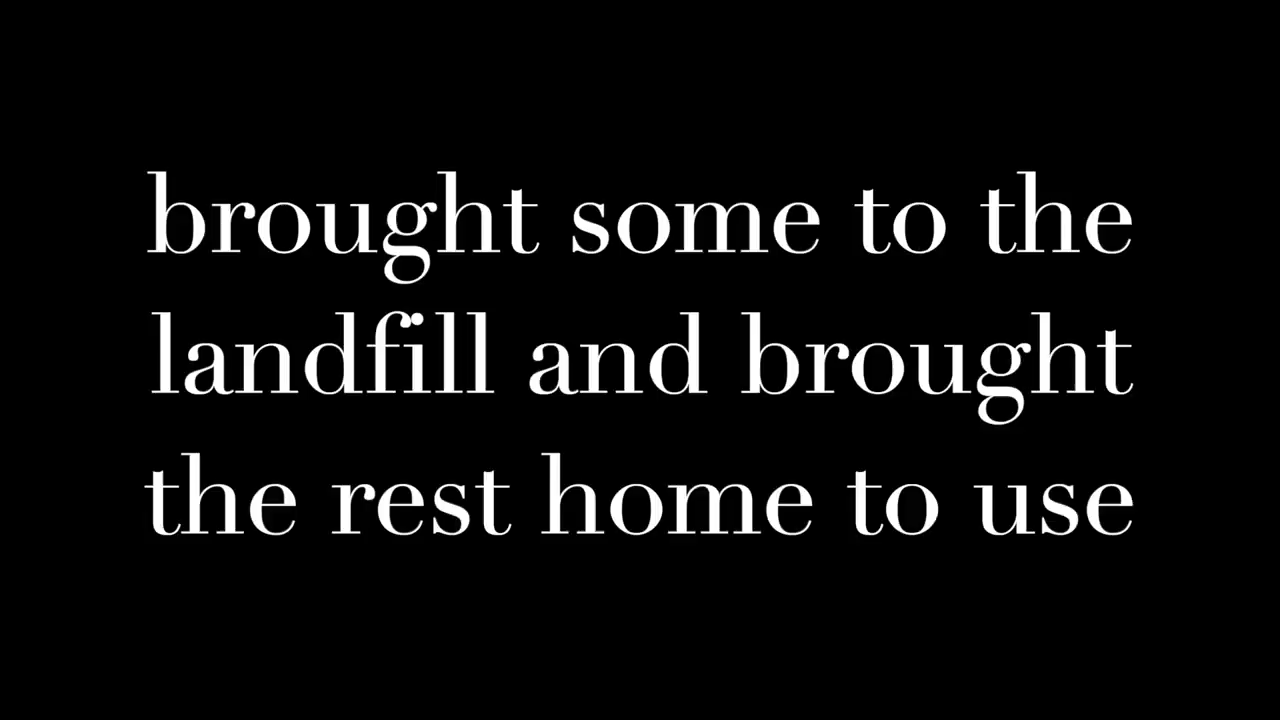 brought some to the
landfill and brought
the rest home to use